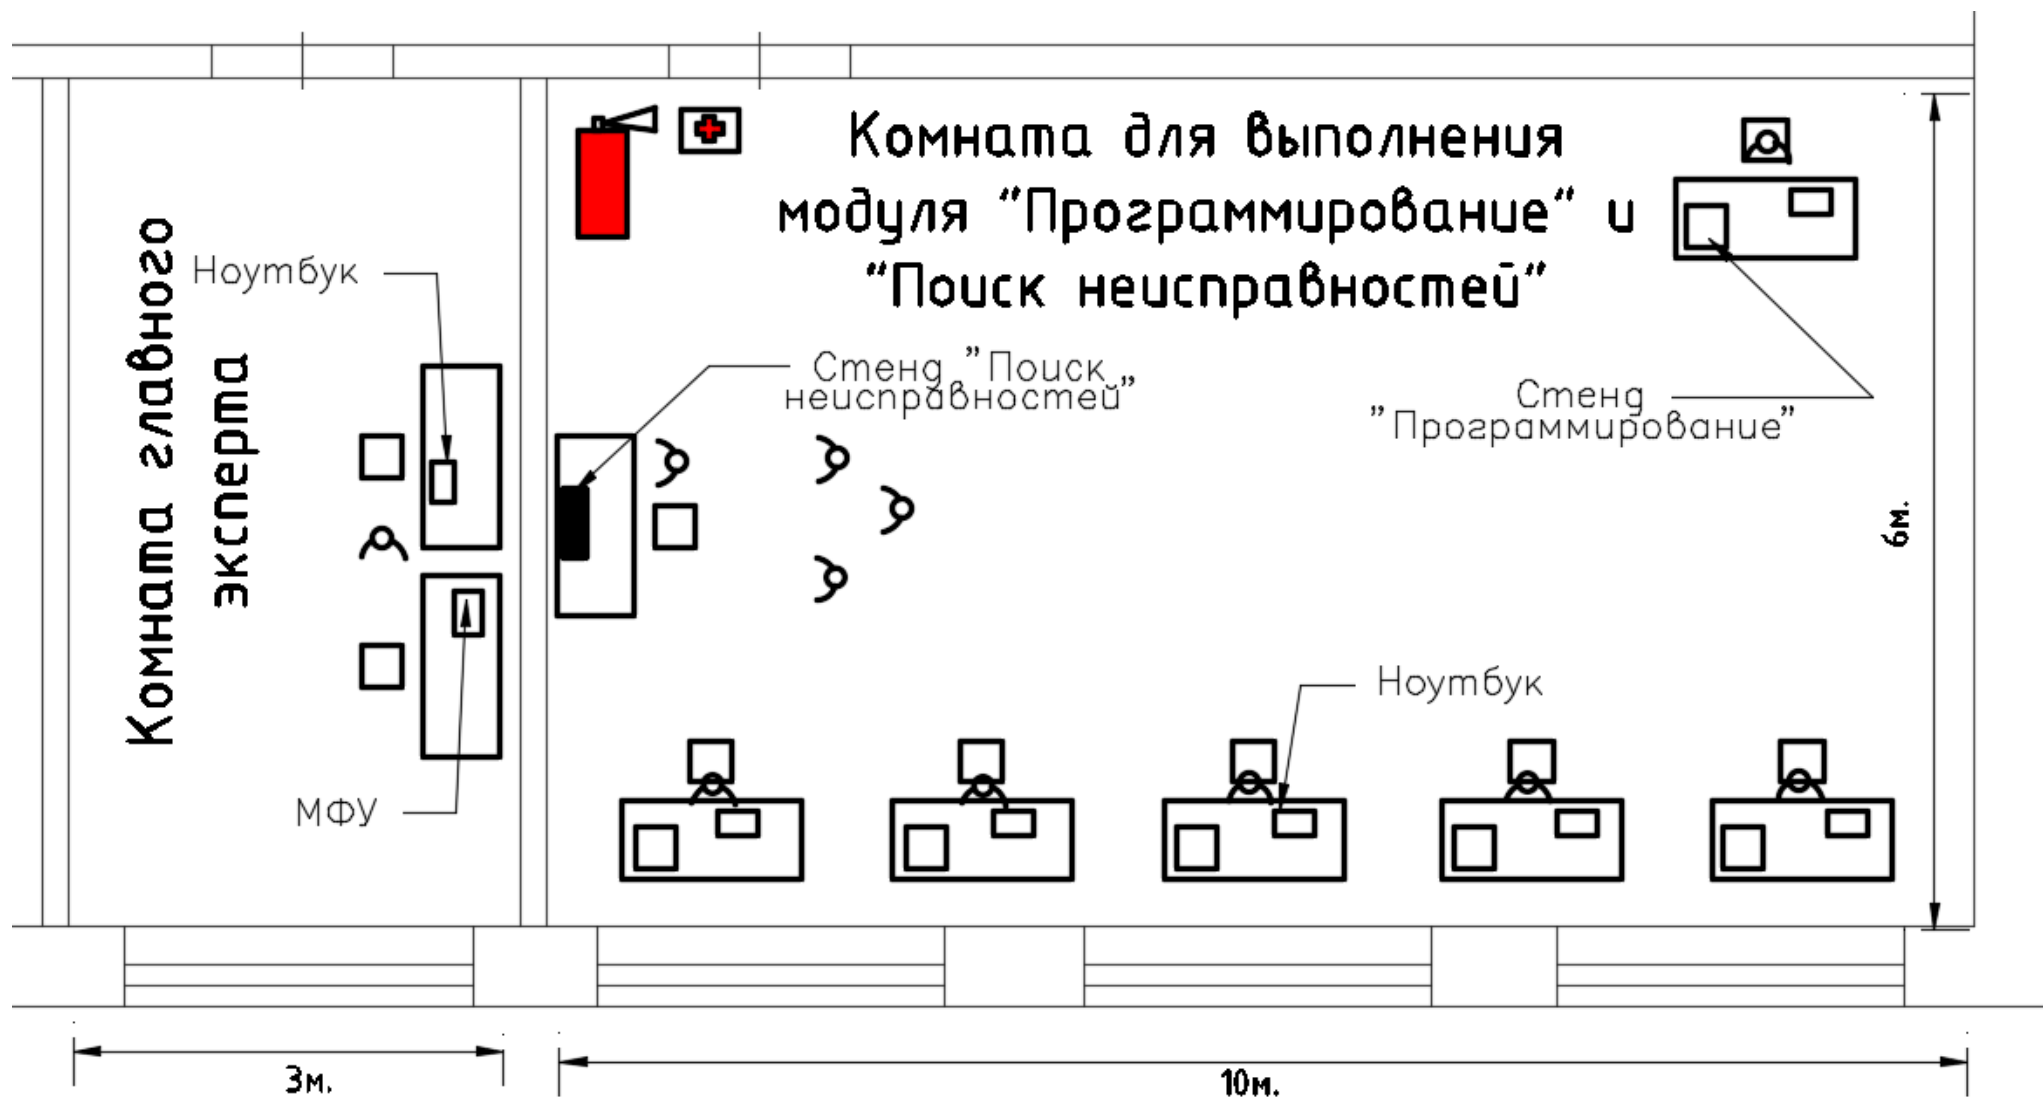 Комната главного
эксперта
Ноутбук
МФУ
Комната для выполнения
модуля "Программирование" и
"Поиск неисправностей"
Стенд "Поиск
неисправностей"
Стенд
"Программирование"
Ноутбук
6м.
3м.
10м.